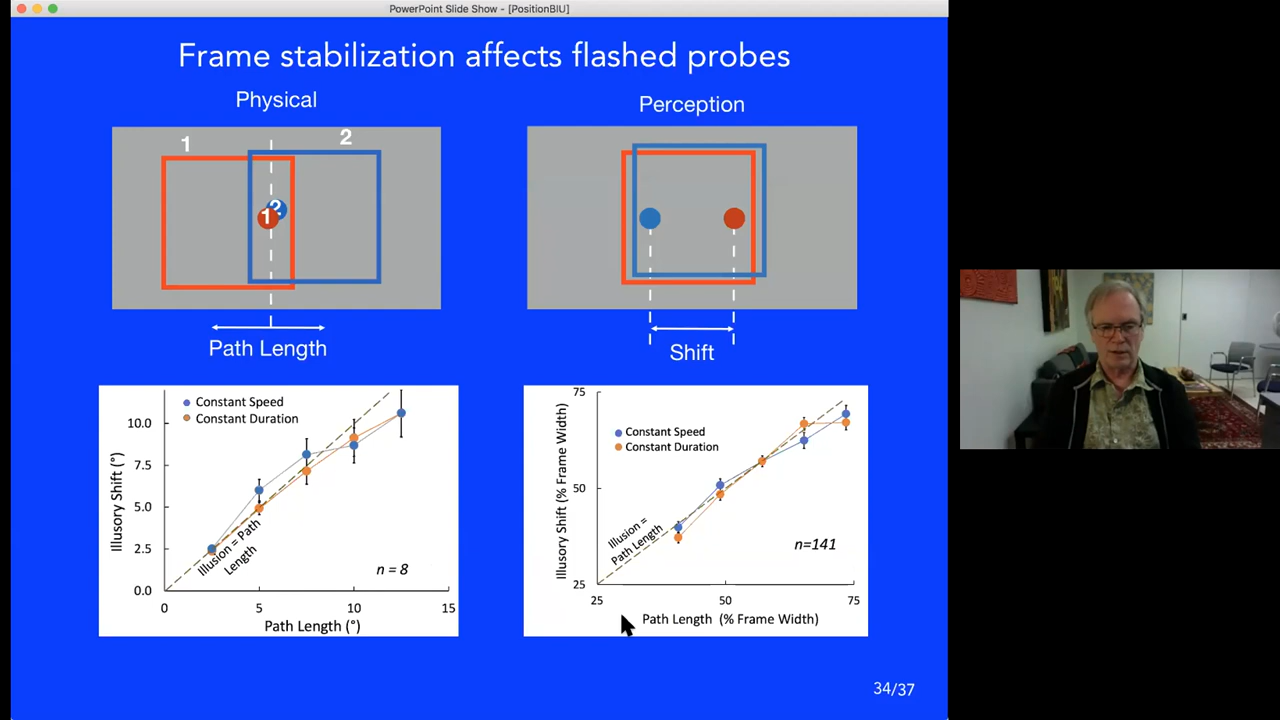 PowerPoint Slide Show - [PositionBIU]
Frame stabilization affects flashed probes
Physical
1
2
1
2
Path Length
Perception
Shift
Constant Speed
Constant Duration
10.0
7.5
5.0
2.5
0.0
Illusory Shift (°)
Illusion = Path
Length
n = 8
0
5
10
15
Path Length (°)
75
50
25
Illusory Shift (% Frame Width)
Constant Speed
Constant Duration
Illusion =
Path Length
n=141
25
50
75
Path Length (% Frame Width)
34/37